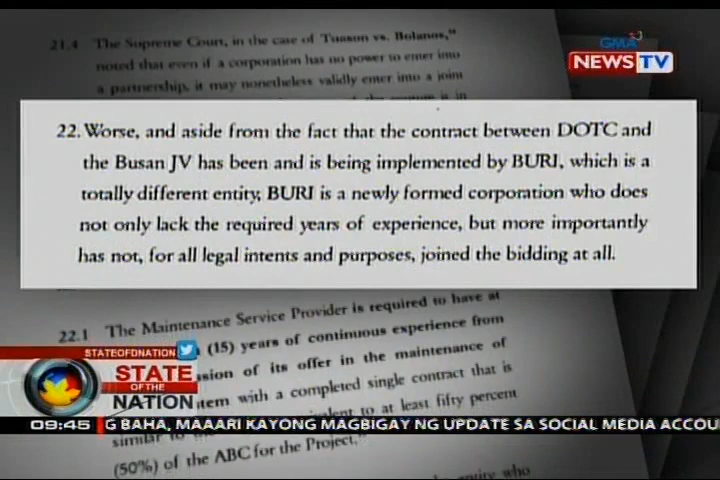 21.4 The Supreme Court, in the case of Tuason vs. Bolanos,"
noted that even if a corporation has no power to enter into
a partnership, it may nonetheless validly enter into a joint
GMA
NEWS TV
22. Worse, and aside from the fact that the contract between DOTC and
the Busan JV has been and is being implemented by BURI, which is a
totally different entity, BURI is a newly formed corporation who does
not only lack the required years of experience, but more importantly
has not, for all legal intents and purposes, joined the bidding at all.
22.1 The Maintenance Service Provider is required to have at
(15) years of continuous experience from
sion of its offer in the maintenance of
tem with a completed single contract that is
similar to to at least fifty percent
(50%) of the ABC for the Project."
entity who
STATEOFDNATION
STATE
OF THE
NATION
09:45 G BAHA, MAAARI KAYONG MAGBIGAY NG UPDATE SA SOCIAL MEDIA ACCOU